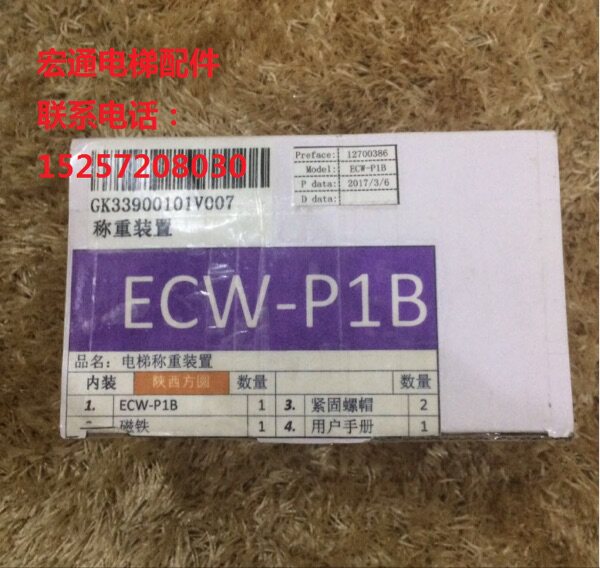 宏通电梯配件
联系电话：
15257208030
Preface: 12700386
Model: ECW-P1B
P data: 2017/3/6
D data:
GK33900101V007
称重装置
ECW-P1B
品名：电梯称重装置
内装 陕西方圆 数量 数量
1. ECW-P1B 1 3. 紧固螺帽 2
磁铁 1 4. 用户手册 1